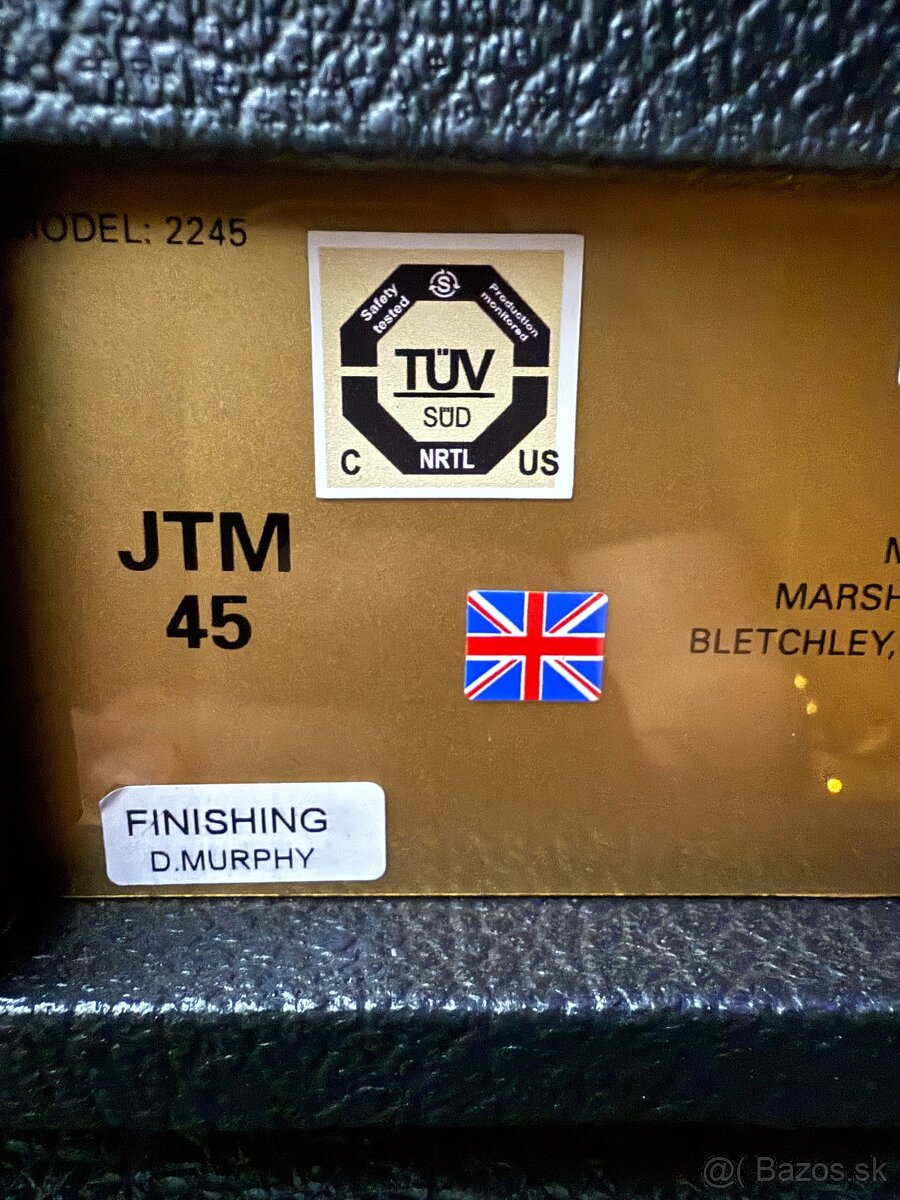 MODEL: 2245
Safety
tested
S
Production
monitored
TÜV
SÜD
C NRTL US
JTM
45
MARSH
BLETCHLEY,
FINISHING
D.MURPHY
@( Bazos.sk